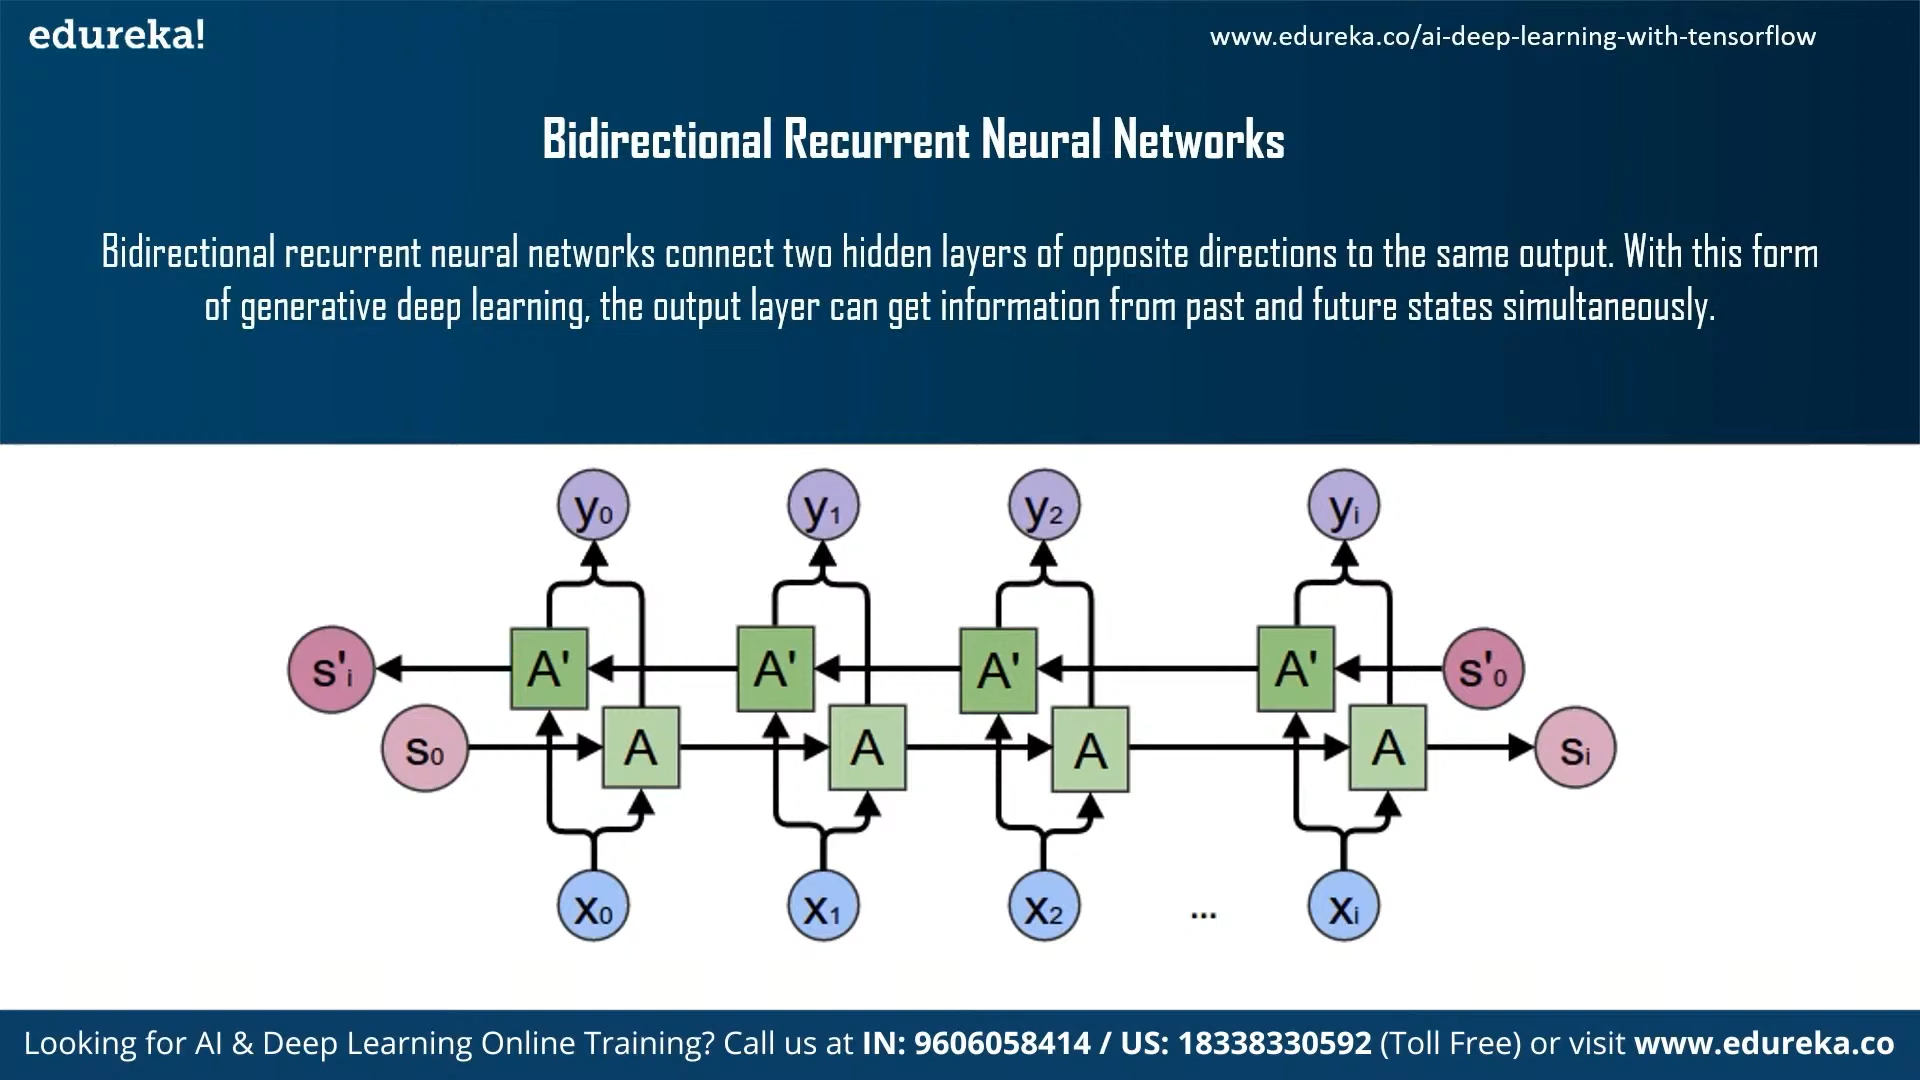 edureka!
www.edureka.co/ai-deep-learning-with-tensorflow
Bidirectional Recurrent Neural Networks
Bidirectional recurrent neural networks connect two hidden layers of opposite directions to the same output. With this form
of generative deep learning, the output layer can get information from past and future states simultaneously.
y0 y1 y2 yi
s'i A' A' A' A' s'0
s0 A A A A si
x0 x1 x2 ... xi
Looking for AI & Deep Learning Online Training? Call us at IN: 9606058414 / US: 18338330592 (Toll Free) or visit www.edureka.co